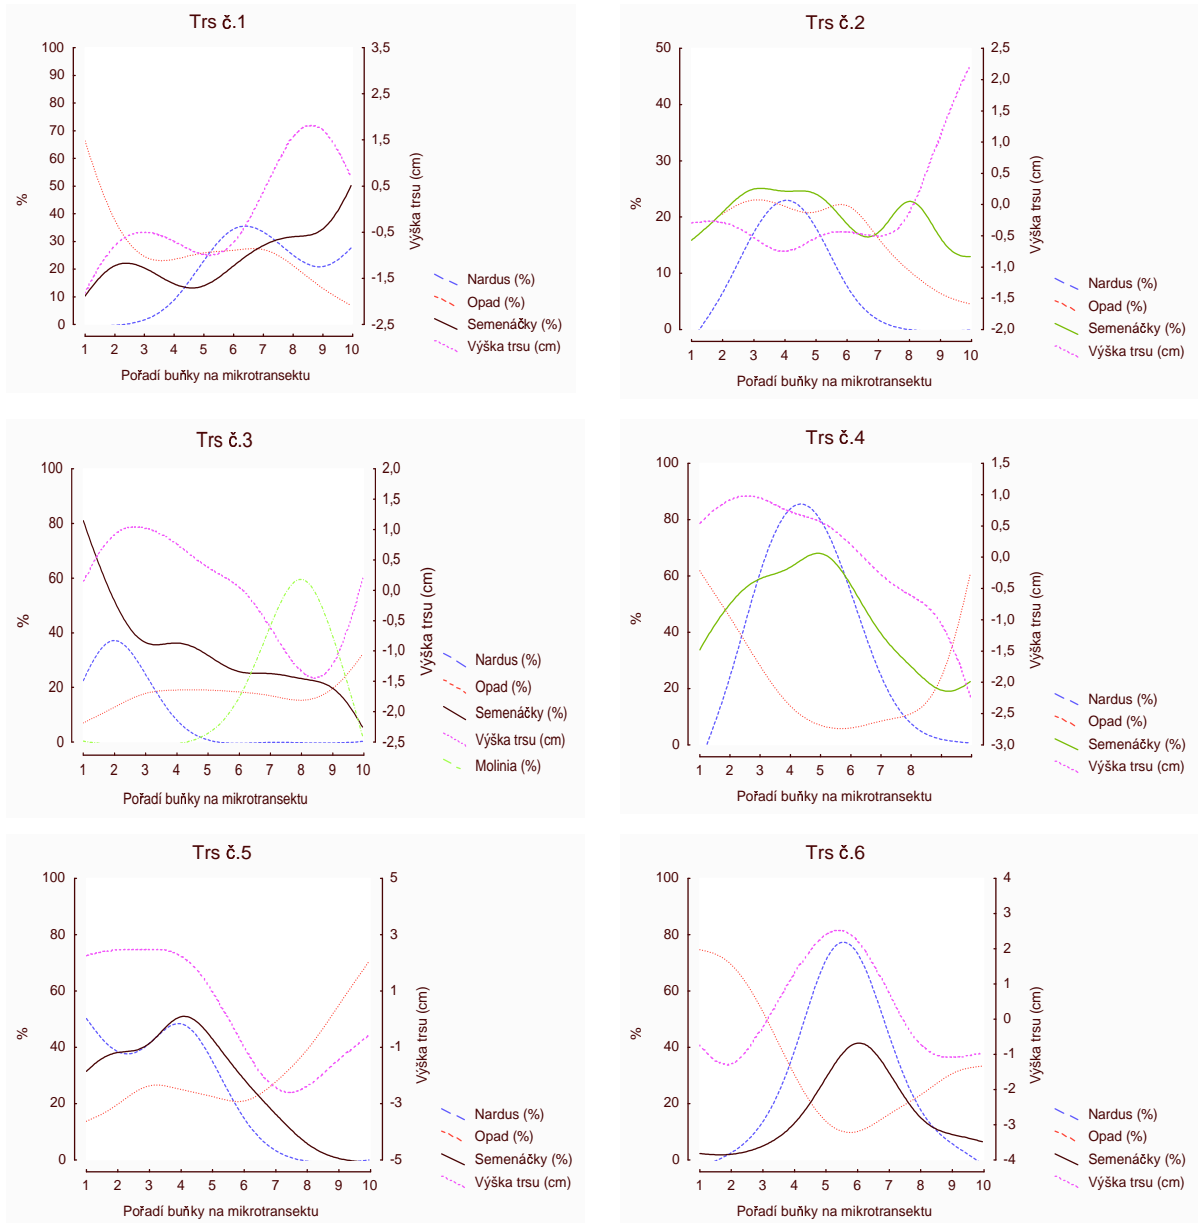 Trs č.1
100
90
80
70
60
50
40
30
20
10
0
%
3,5
2,5
1,5
0,5
-0,5
-1,5
-2,5
Výška trsu (cm)
1 2 3 4 5 6 7 8 9 10
Pořadí buňky na mikrotransektu
Nardus (%)
Opad (%)
Semenáčky (%)
Výška trsu (cm)
Trs č.2
50
40
30
20
10
0
%
2,5
2,0
1,5
1,0
0,5
0,0
-0,5
-1,0
-1,5
-2,0
Výška trsu (cm)
1 2 3 4 5 6 7 8 9 10
Pořadí buňky na mikrotransektu
Nardus (%)
Opad (%)
Semenáčky (%)
Výška trsu (cm)
Trs č.3
100
80
60
40
20
0
%
2,0
1,5
1,0
0,5
0,0
-0,5
-1,0
-1,5
-2,0
-2,5
Výška trsu (cm)
1 2 3 4 5 6 7 8 9 10
Pořadí buňky na mikrotransektu
Nardus (%)
Opad (%)
Semenáčky (%)
Výška trsu (cm)
Molinia (%)
Trs č.4
100
80
60
40
20
0
%
1,5
1,0
0,5
0,0
-0,5
-1,0
-1,5
-2,0
-2,5
-3,0
Výška trsu (cm)
1 2 3 4 5 6 7 8
Pořadí buňky na mikrotransektu
Nardus (%)
Opad (%)
Semenáčky (%)
Výška trsu (cm)
Trs č.5
100
80
60
40
20
0
%
5
3
1
-1
-3
-5
Výška trsu (cm)
1 2 3 4 5 6 7 8 9 10
Pořadí buňky na mikrotransektu
Nardus (%)
Opad (%)
Semenáčky (%)
Výška trsu (cm)
Trs č.6
100
80
60
40
20
0
%
4
3
2
1
0
-1
-2
-3
-4
Výška trsu (cm)
1 2 3 4 5 6 7 8 9 10
Pořadí buňky na mikrotransektu
Nardus (%)
Opad (%)
Semenáčky (%)
Výška trsu (cm)